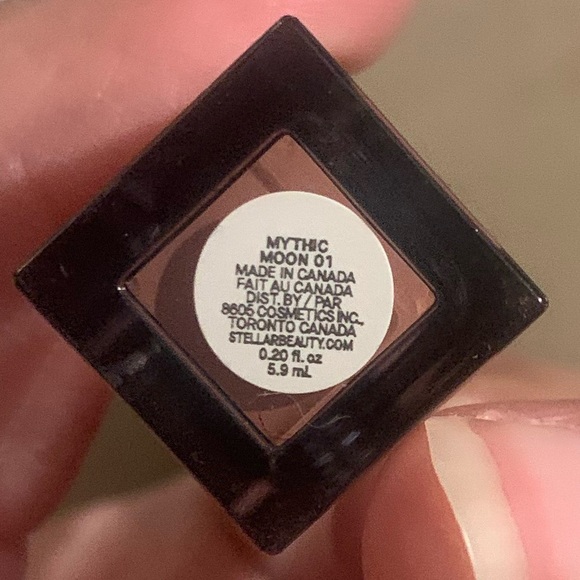 MYTHIC
MOON 01
MADE IN CANADA
FAIT AU CANADA
DIST. BY / PAR
8605 COSMETICS INC.,
TORONTO CANADA
STELLARBEAUTY.COM
0.20 fl. oz
5.9 mL